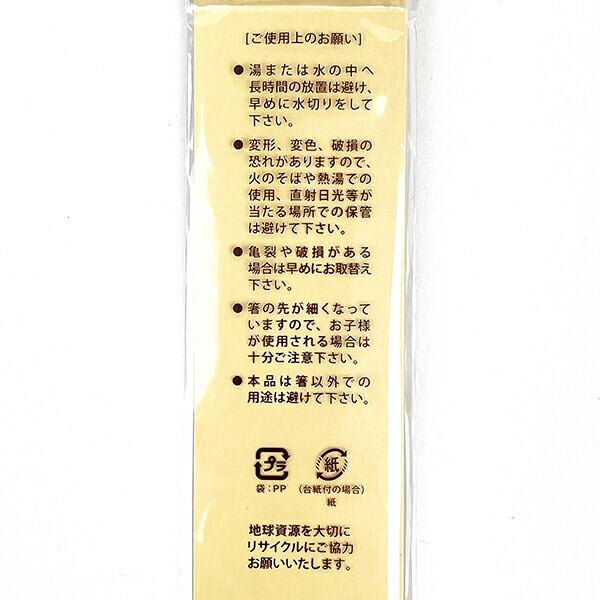 [ご使用上のお願い]
●湯または水の中へ
長時間の放置は避け、
早めに水切りをして
下さい。
●変形、変色、破損の
恐れがありますので、
火のそばや熱湯での
使用、直射日光等が
当たる場所での保管
は避けて下さい。
●亀裂や破損がある
場合は早めにお取替え
下さい。
●箸の先が細くなって
いますので、お子様
が使用される場合は
十分ご注意下さい。
●本品は箸以外での
用途は避けて下さい。
プラ 紙
袋:PP (台紙付の場合)
紙
地球資源を大切に
リサイクルにご協力
お願いいたします。